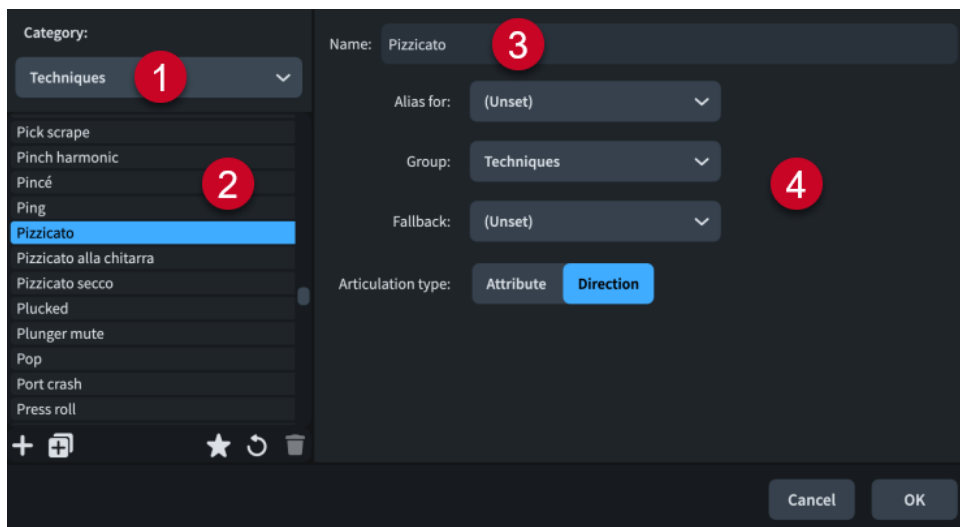 Category:
Techniques
1
Pick scrape
Pinch harmonic
Pincé
2
Ping
Pizzicato
Pizzicato alla chitarra
Pizzicato secco
Plucked
Plunger mute
Pop
Port crash
Press roll
Name: Pizzicato
3
Alias for: (Unset)
Group: Techniques
4
Fallback: (Unset)
Articulation type: Attribute Direction
Cancel OK